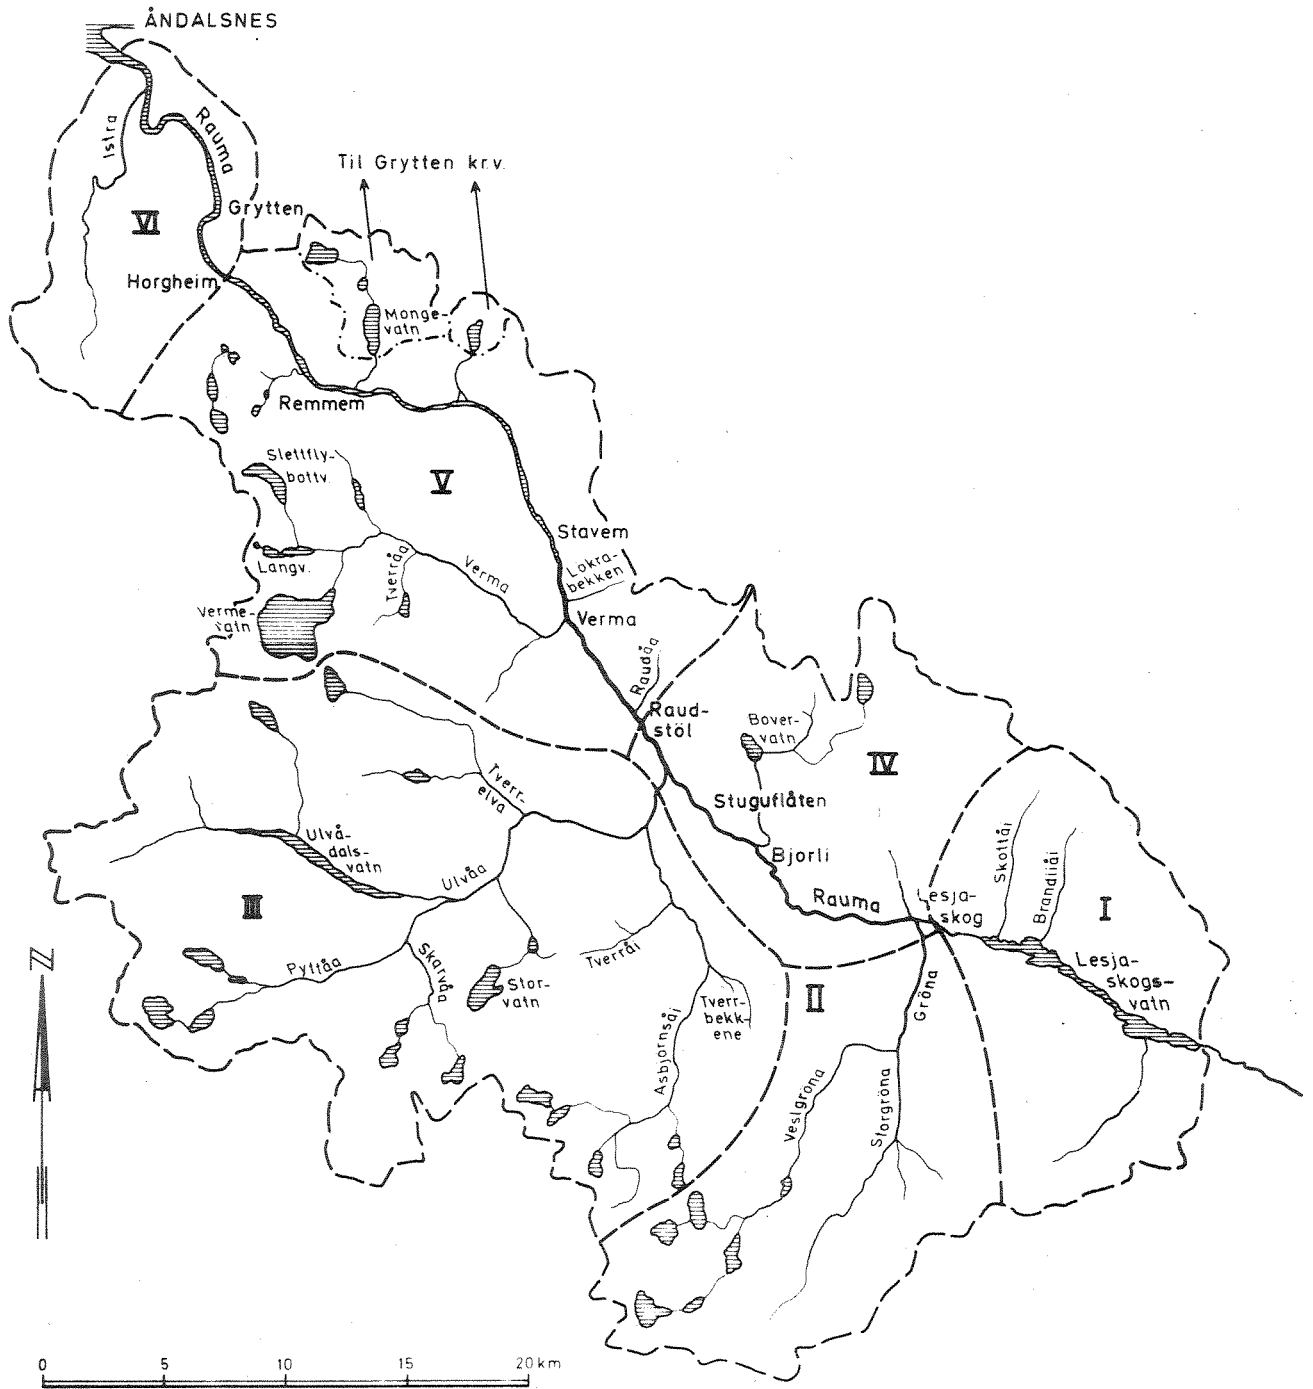 ÅNDALSNES
Rauma
Istra
Til Grytten kr.v.
VI
Grytten
Horgheim
Monge-
vatn
Remmem
Slettfly-
bottv.
V
Stavem
Lokra-
bekken
Langv.
Tverråa
Verma
Verme-
vatn
Verma
Raudåa
Raud-
stöl
Bover-
vatn
IV
Tverr-
elva
Stuguflåten
Ulvå-
dals-
vatn
Bjorli
Skottåi
Ulvåa
Rauma
Lesja-
skog
Brandliåi
I
III
Skarvåa
Tverråi
Pyttåa
Stor-
vatn
Lesja-
skogs-
vatn
N
Tverr-
bekk-
ene
II
Gröna
Asbjørnsåi
Veslgröna
Storgröna
0 5 10 15 20 km